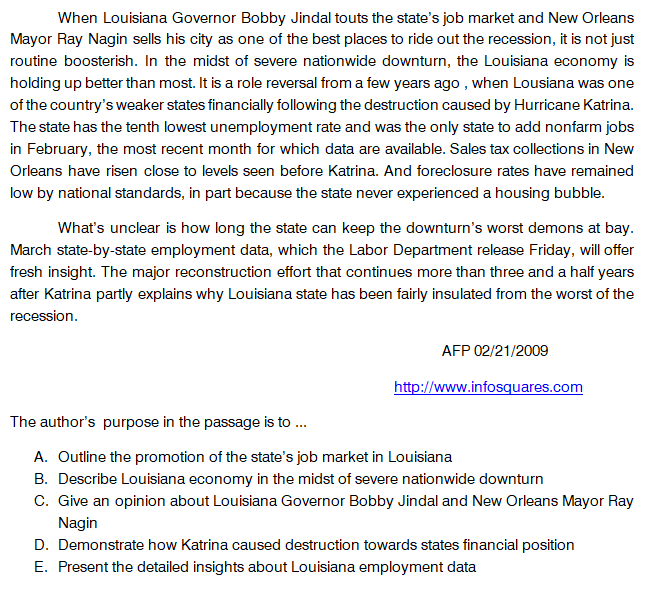 When Louisiana Governor Bobby Jindal touts the state's job market and New Orleans
Mayor Ray Nagin sells his city as one of the best places to ride out the recession, it is not just
routine boosterish. In the midst of severe nationwide downturn, the Louisiana economy is
holding up better than most. It is a role reversal from a few years ago , when Lousiana was one
of the country's weaker states financially following the destruction caused by Hurricane Katrina.
The state has the tenth lowest unemployment rate and was the only state to add nonfarm jobs
in February, the most recent month for which data are available. Sales tax collections in New
Orleans have risen close to levels seen before Katrina. And foreclosure rates have remained
low by national standards, in part because the state never experienced a housing bubble.
What's unclear is how long the state can keep the downturn's worst demons at bay.
March state-by-state employment data, which the Labor Department release Friday, will offer
fresh insight. The major reconstruction effort that continues more than three and a half years
after Katrina partly explains why Louisiana state has been fairly insulated from the worst of the
recession.
AFP 02/21/2009
http://www.infosquares.com
The author's purpose in the passage is to ...
A. Outline the promotion of the state's job market in Louisiana
B. Describe Louisiana economy in the midst of severe nationwide downturn
C. Give an opinion about Louisiana Governor Bobby Jindal and New Orleans Mayor Ray
Nagin
D. Demonstrate how Katrina caused destruction towards states financial position
E. Present the detailed insights about Louisiana employment data